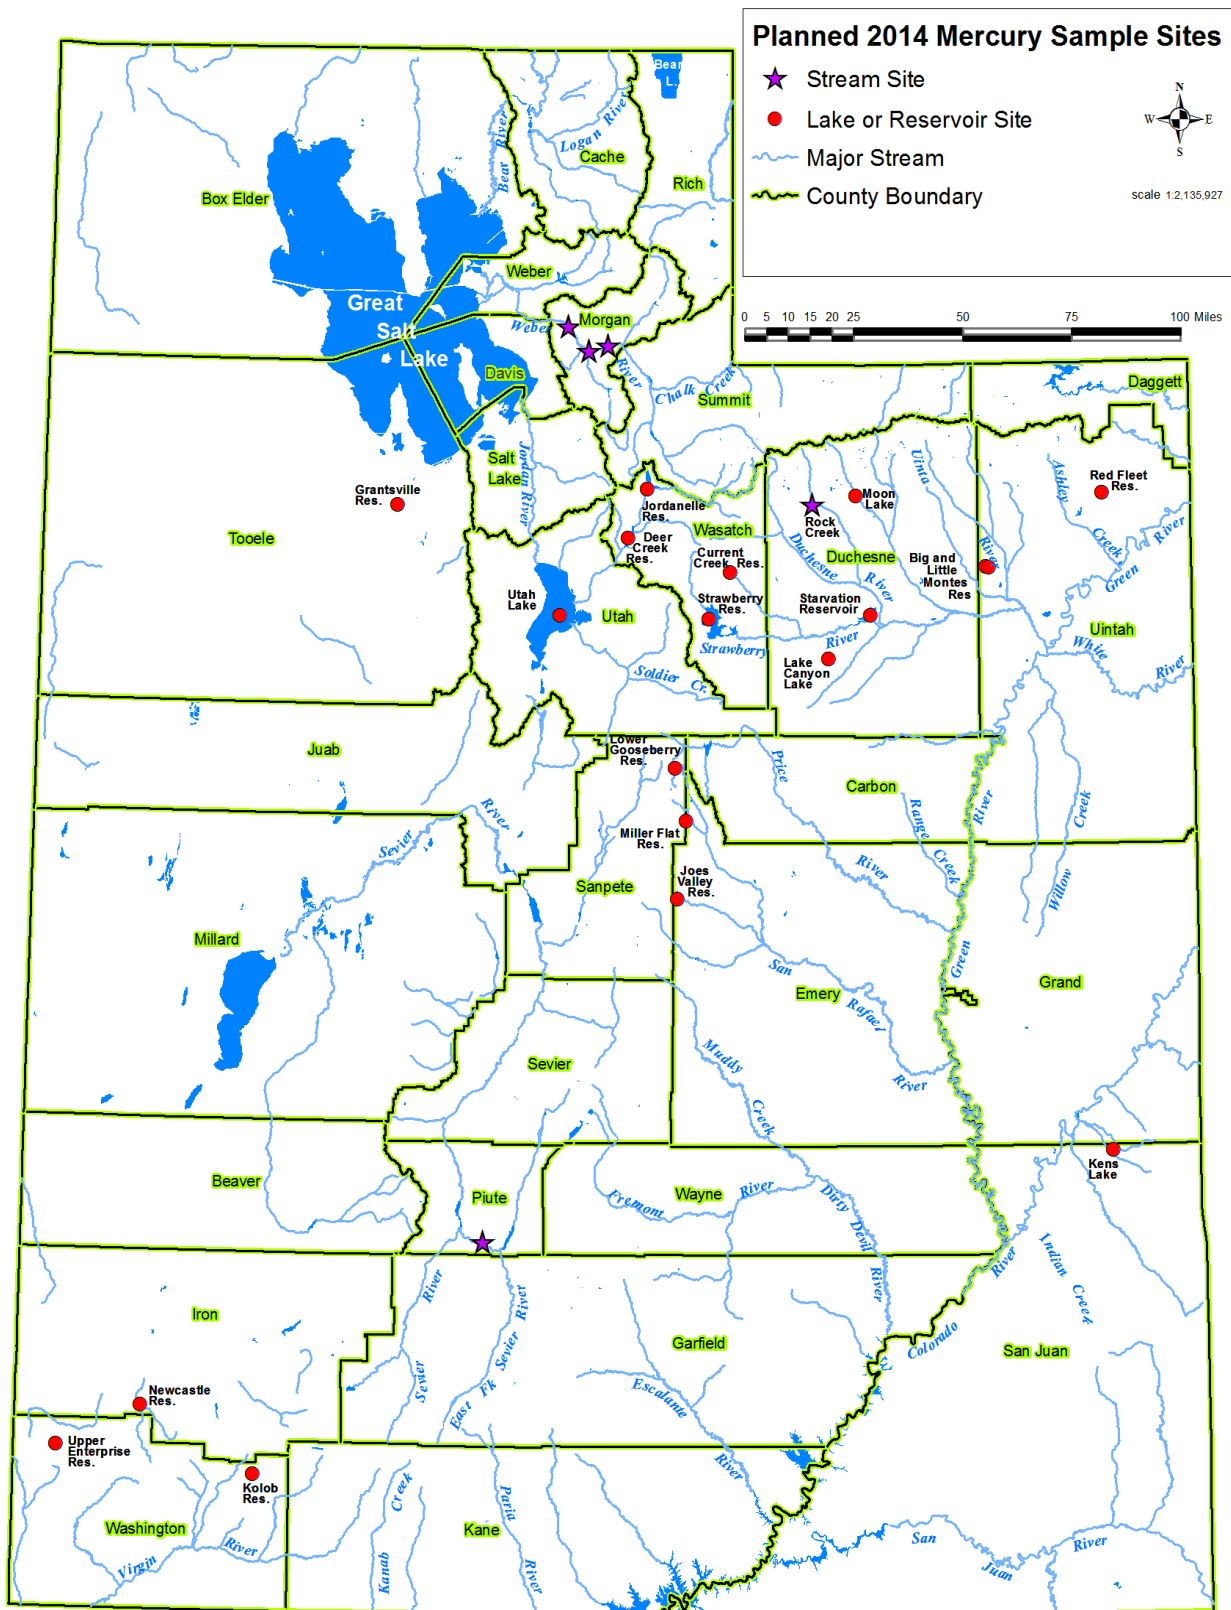 Planned 2014 Mercury Sample Sites
Stream Site
Lake or Reservoir Site
Major Stream
County Boundary
N
W
E
S
scale 1:2,135,927
0 5 10 15 20 25 50 75 100 Miles
Bear
L.
Bear River
Logan River
Cache
Rich
Box Elder
Weber
Great
Salt
Lake
Weber
River
Morgan
Davis
Chalk Creek
Summit
Daggett
Salt
Lake
Jordan River
Grantsville
Res.
Tooele
Jordanelle
Res.
Wasatch
Deer
Creek
Res.
Current
Creek Res.
Strawberry
Res.
Strawberry
River
Utah
Lake
Utah
Soldier Cr.
Rock
Creek
Moon
Lake
Uinta
River
Duchesne
River
Duchesne
Big and
Little
Montes
Res
Starvation
Reservoir
Lake
Canyon
Lake
Ashley
Creek
Red Fleet
Res.
Green
River
Uintah
White
River
Juab
Lower
Gooseberry
Res.
Miller Flat
Res.
Joes
Valley
Res.
Sanpete
Price
River
Carbon
Range
Creek
River
Green
Willow
Creek
Sevier
River
Millard
San
Rafael
River
Emery
Grand
Sevier
Muddy
Creek
Beaver
Piute
Fremont
River
Wayne
Dirty Devil
River
Kens
Lake
Indian
Creek
River
Colorado
San Juan
Iron
River
Sevier
East Fk Sevier River
Garfield
Escalante
River
Newcastle
Res.
Upper
Enterprise
Res.
Kolob
Res.
Washington
Virgin
River
Kanab
Creek
Kane
Paria
River
San
Juan
River